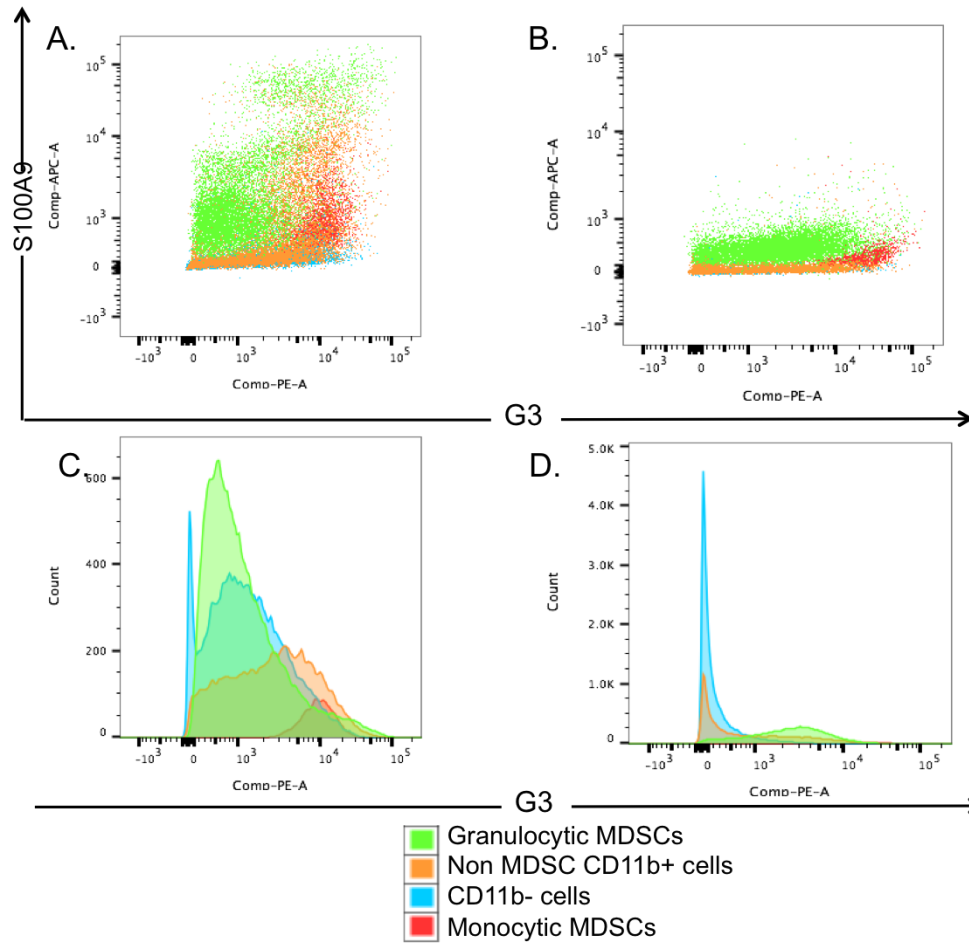 A.
B.
S100A9
Comp-APC-A
10^5
10^4
10^3
0
-10^3
-10^3
0
10^3
10^4
10^5
Comp-PE-A
Comp-APC-A
10^5
10^4
10^3
0
-10^3
-10^3
0
10^3
10^4
10^5
Comp-PE-A
G3
C.
D.
Count
500
400
200
0
-10^3
0
10^3
10^4
10^5
Comp-PE-A
Count
5.0K
4.0K
3.0K
2.0K
1.0K
0
-10^3
0
10^3
10^4
10^5
Comp-PE-A
G3
Granulocytic MDSCs
Non MDSC CD11b+ cells
CD11b- cells
Monocytic MDSCs